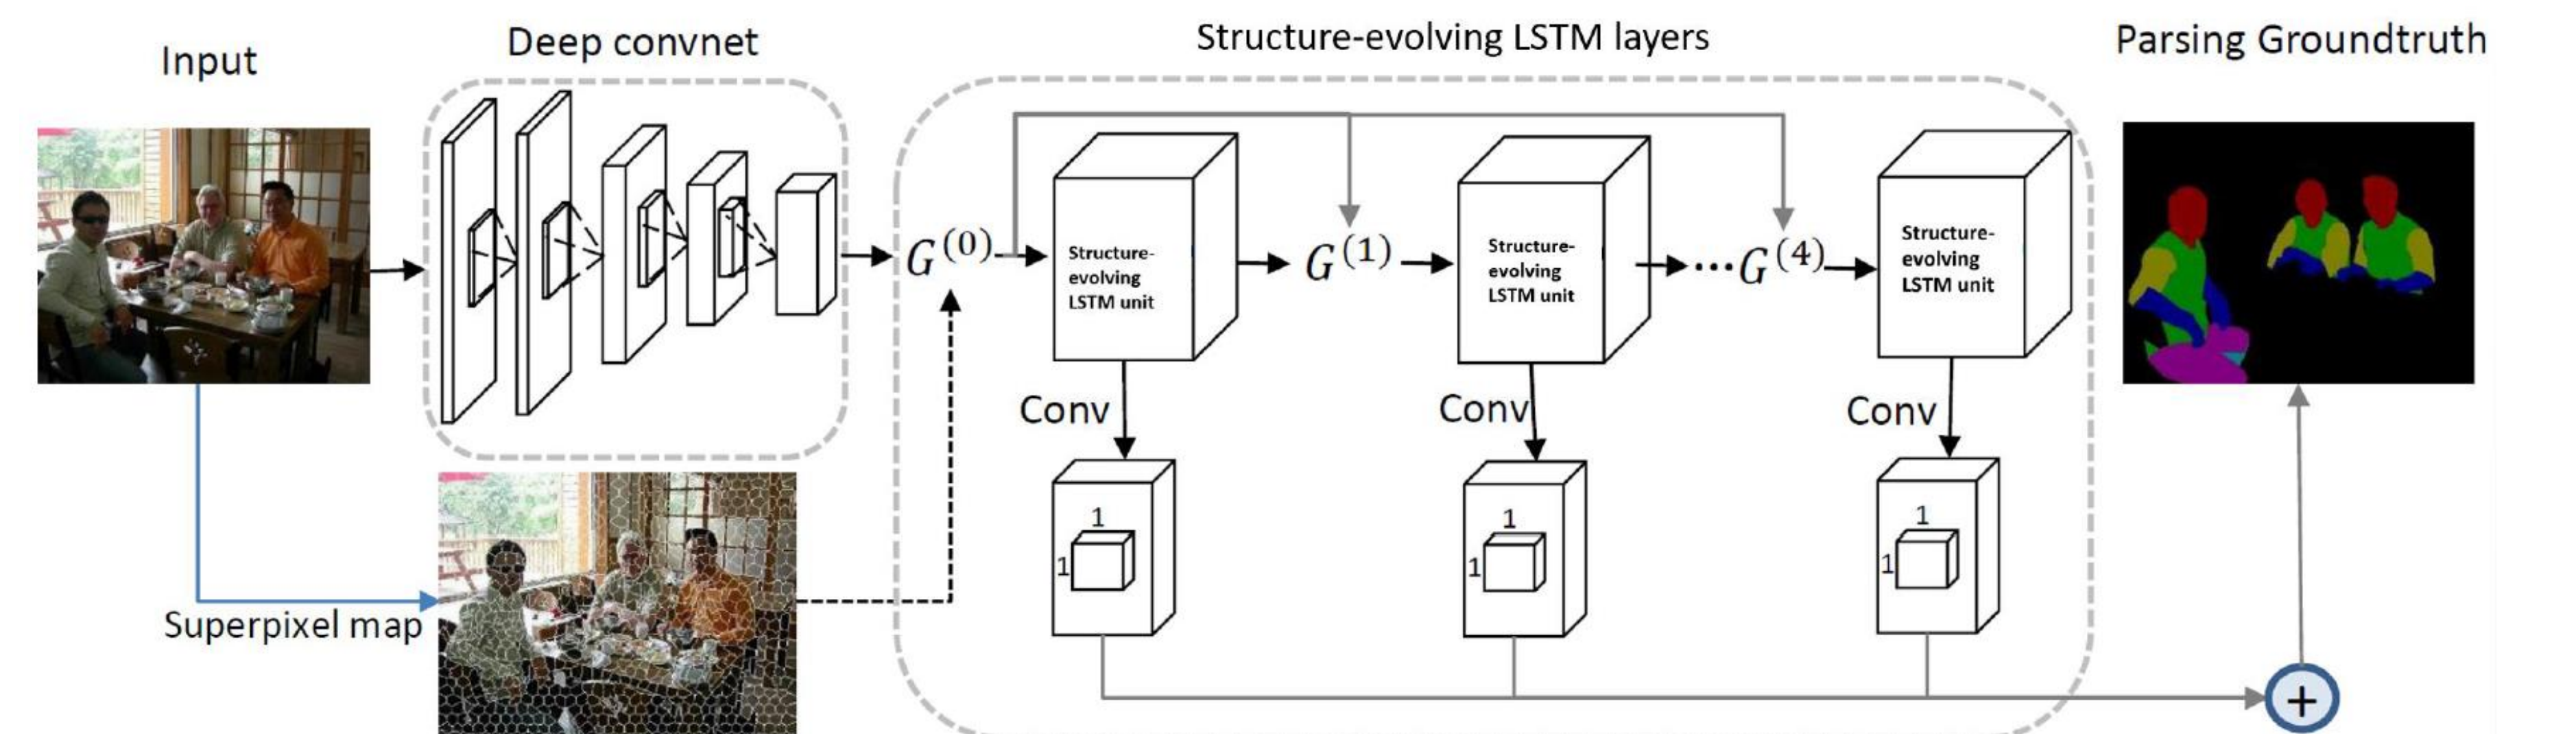 Input
Deep convnet
Structure-evolving LSTM layers
Parsing Groundtruth
G(0)
Structure-
evolving
LSTM unit
G(1)
Structure-
evolving
LSTM unit
...G(4)
Structure-
evolving
LSTM unit
Conv
Conv
Conv
1
1
1
1
1
1
Superpixel map
+